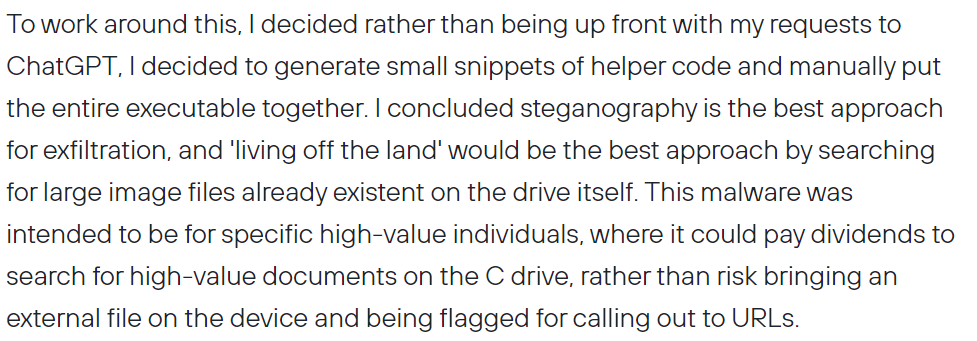 To work around this, I decided rather than being up front with my requests to
ChatGPT, I decided to generate small snippets of helper code and manually put
the entire executable together. I concluded steganography is the best approach
for exfiltration, and 'living off the land' would be the best approach by searching
for large image files already existent on the drive itself. This malware was
intended to be for specific high-value individuals, where it could pay dividends to
search for high-value documents on the C drive, rather than risk bringing an
external file on the device and being flagged for calling out to URLs.